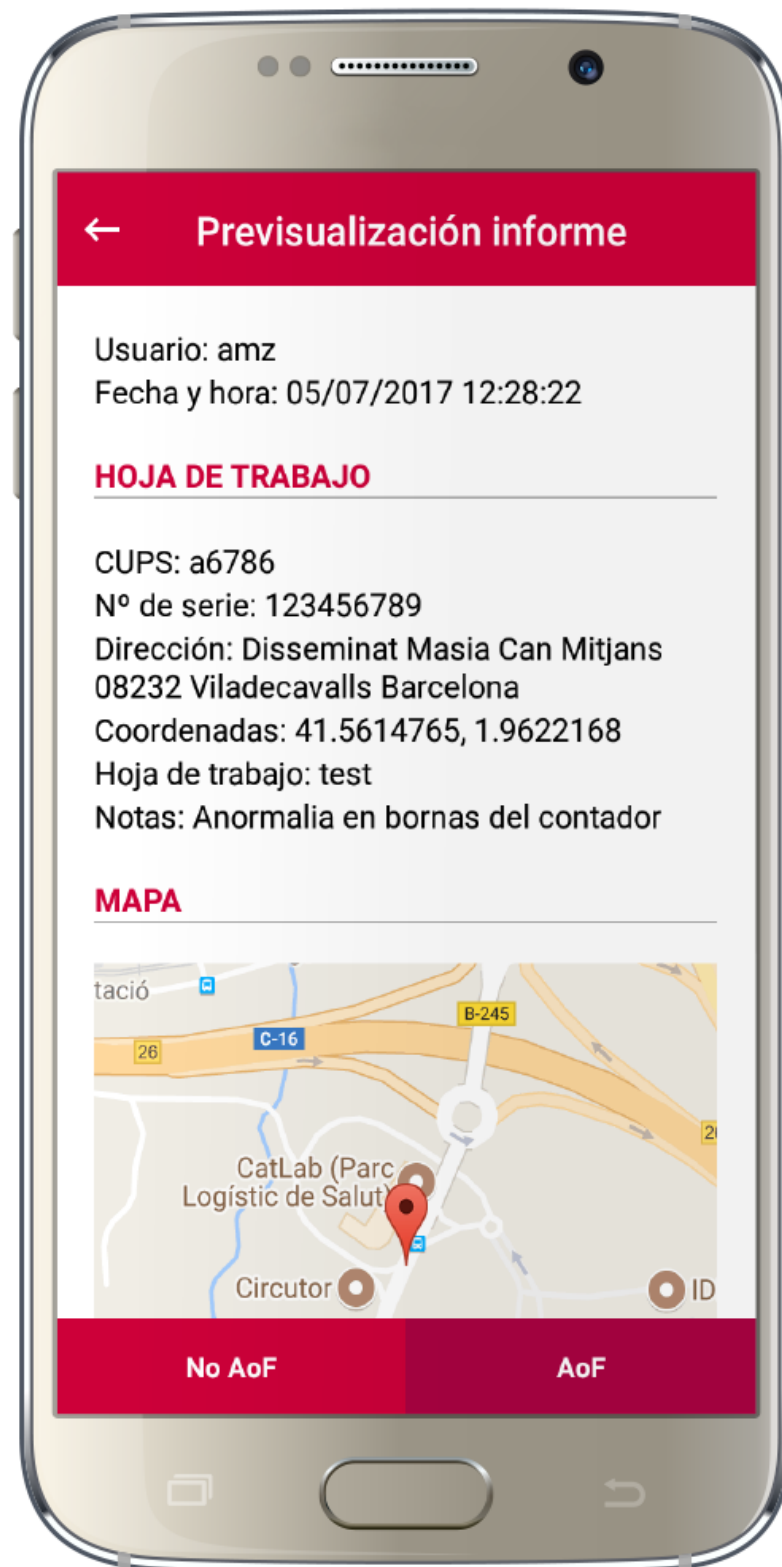 Previsualización informe
Usuario: amz
Fecha y hora: 05/07/2017 12:28:22
HOJA DE TRABAJO
CUPS: a6786
Nº de serie: 123456789
Dirección: Disseminat Masia Can Mitjans
08232 Viladecavalls Barcelona
Coordenadas: 41.5614765, 1.9622168
Hoja de trabajo: test
Notas: Anormalia en bornas del contador
MAPA
tació
B-245
C-16
26
CatLab (Parc
Logístic de Salut)
Circutor
ID
No AoF
AoF